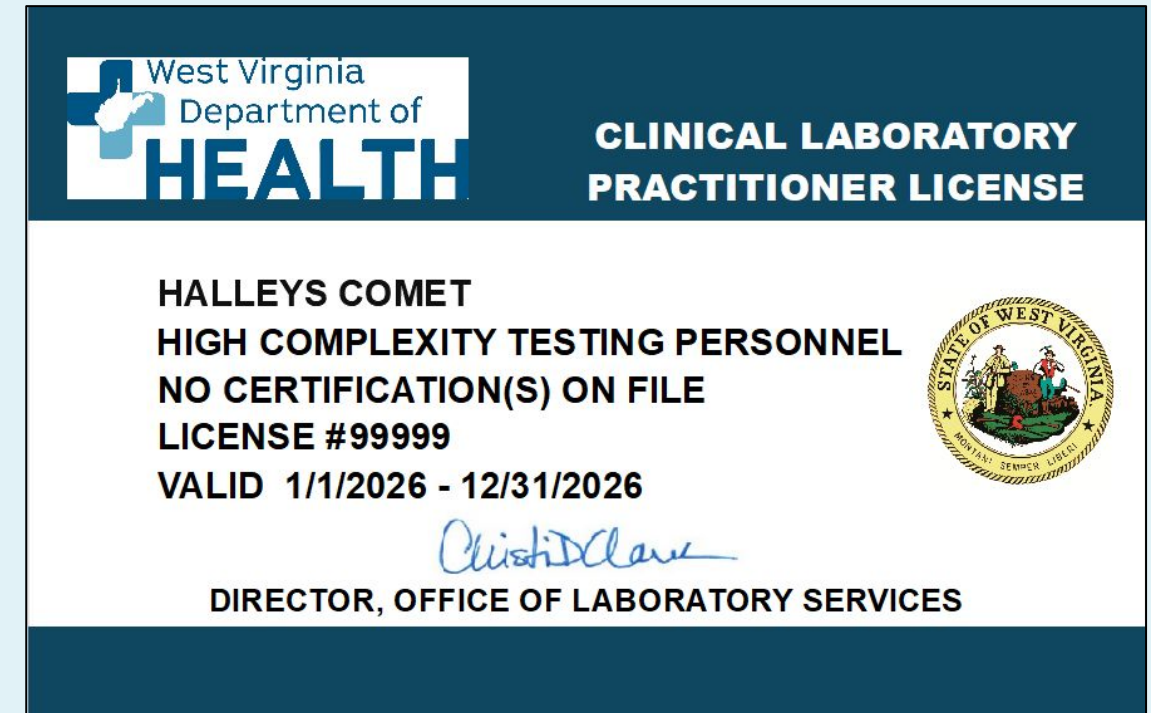 West Virginia
Department of
HEALTH
CLINICAL LABORATORY
PRACTITIONER LICENSE
HALLEYS COMET
HIGH COMPLEXITY TESTING PERSONNEL
NO CERTIFICATION(S) ON FILE
LICENSE #99999
VALID 1/1/2026 - 12/31/2026
STATE OF WEST VIRGINIA.
MONTANI SEMPER LIBERI
DIRECTOR, OFFICE OF LABORATORY SERVICES